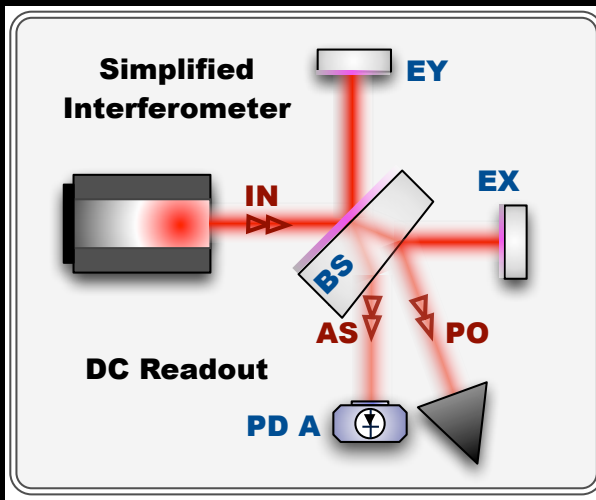 Simplified
Interferometer
EY
EX
IN
BS
AS
PO
DC Readout
PD A